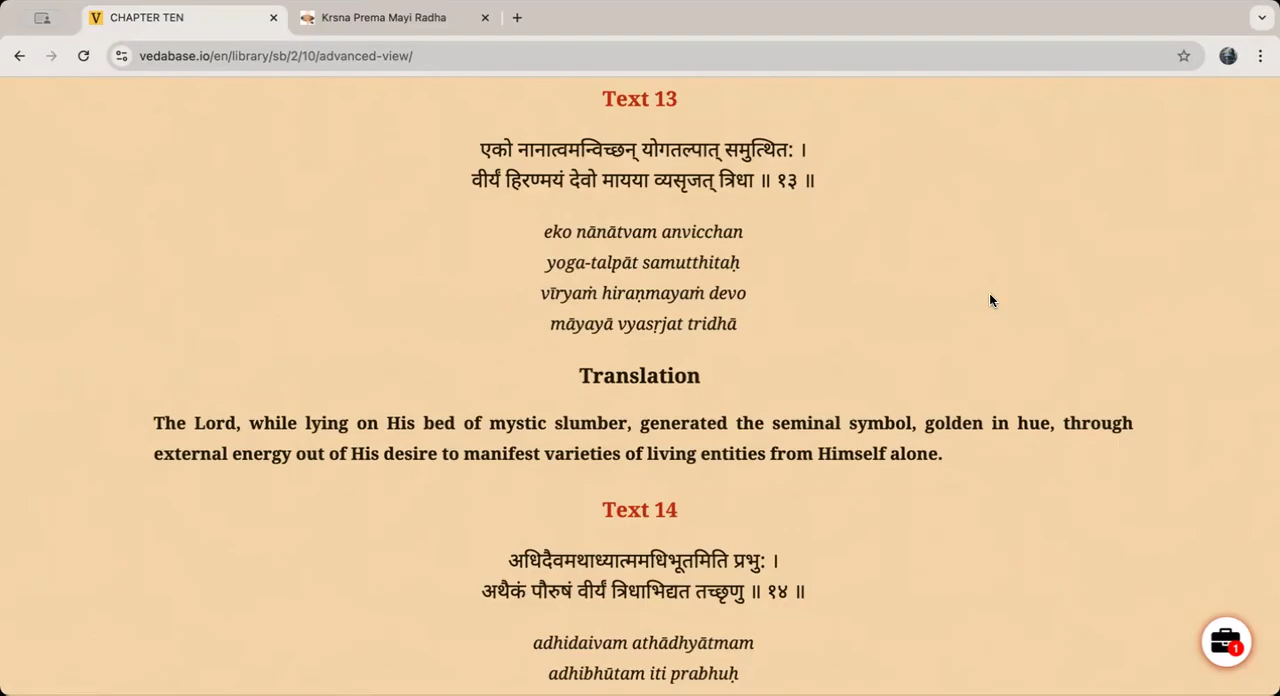 CHAPTER TEN
Krsna Prema Mayi Radha
vedabase.io/en/library/sb/2/10/advanced-view/
Text 13
एको नानात्वमन्विच्छन् योगतल्पात् समुत्थित: ।
वीर्यं हिरण्मयं देवो मायया व्यसृजत् त्रिधा ॥ १३ ॥
eko nānātvam anvicchan
yoga-talpāt samutthitaḥ
vīryaṁ hiraṇmayaṁ devo
māyayā vyasṛjat tridhā
Translation
The Lord, while lying on His bed of mystic slumber, generated the seminal symbol, golden in hue, through
external energy out of His desire to manifest varieties of living entities from Himself alone.
Text 14
अधिदैवमथाध्यात्ममधिभूतमिति प्रभु: ।
अथैकं पौरुषं वीर्यं त्रिधाभिद्यत तच्छृणु ॥ १४ ॥
adhidaivam athādhyātmam
adhibhūtam iti prabhuḥ
1